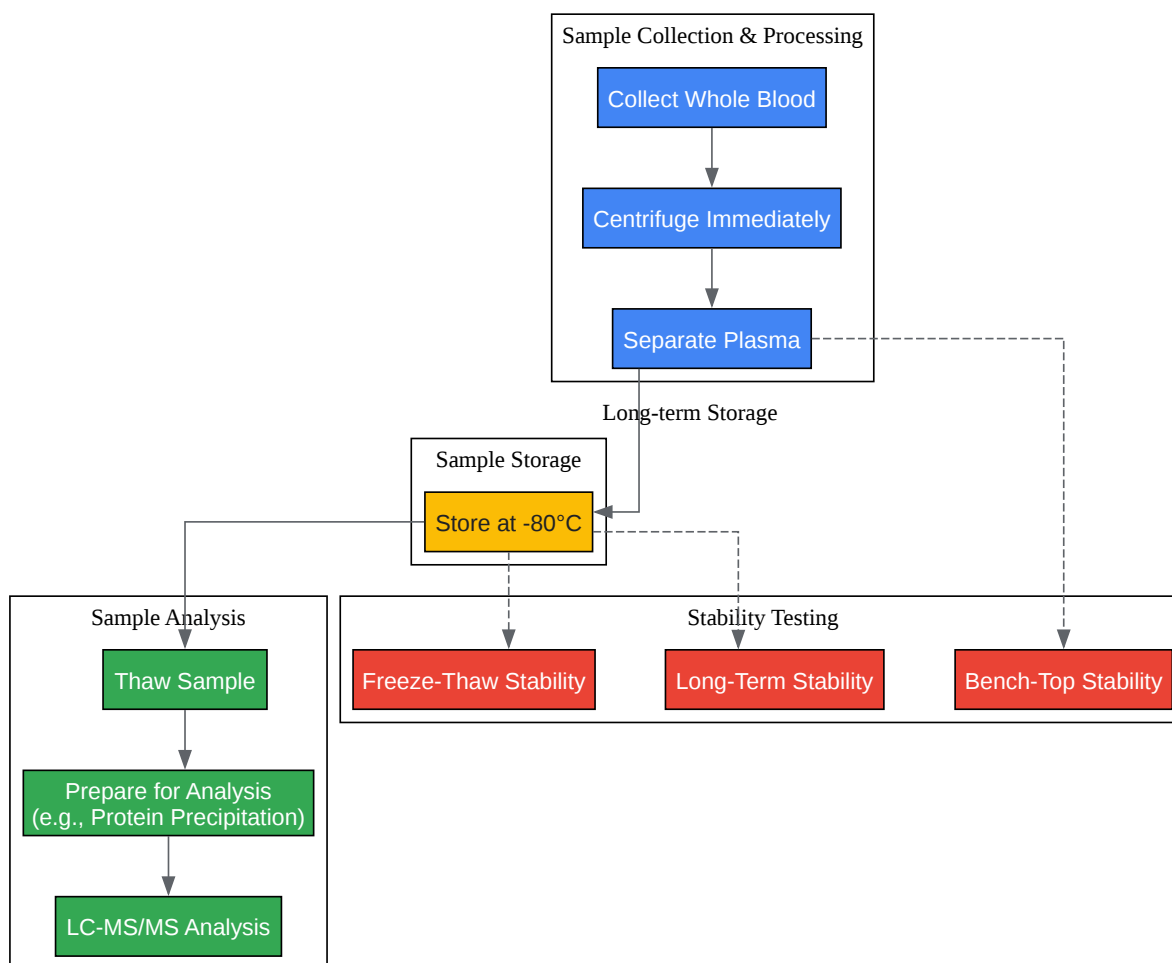 Sample Collection & Processing
Collect Whole Blood
Centrifuge Immediately
Separate Plasma
Long-term Storage
Sample Storage
Store at -80°C
Sample Analysis
Thaw Sample
Prepare for Analysis
(e.g., Protein Precipitation)
LC-MS/MS Analysis
Stability Testing
Freeze-Thaw Stability
Long-Term Stability
Bench-Top Stability